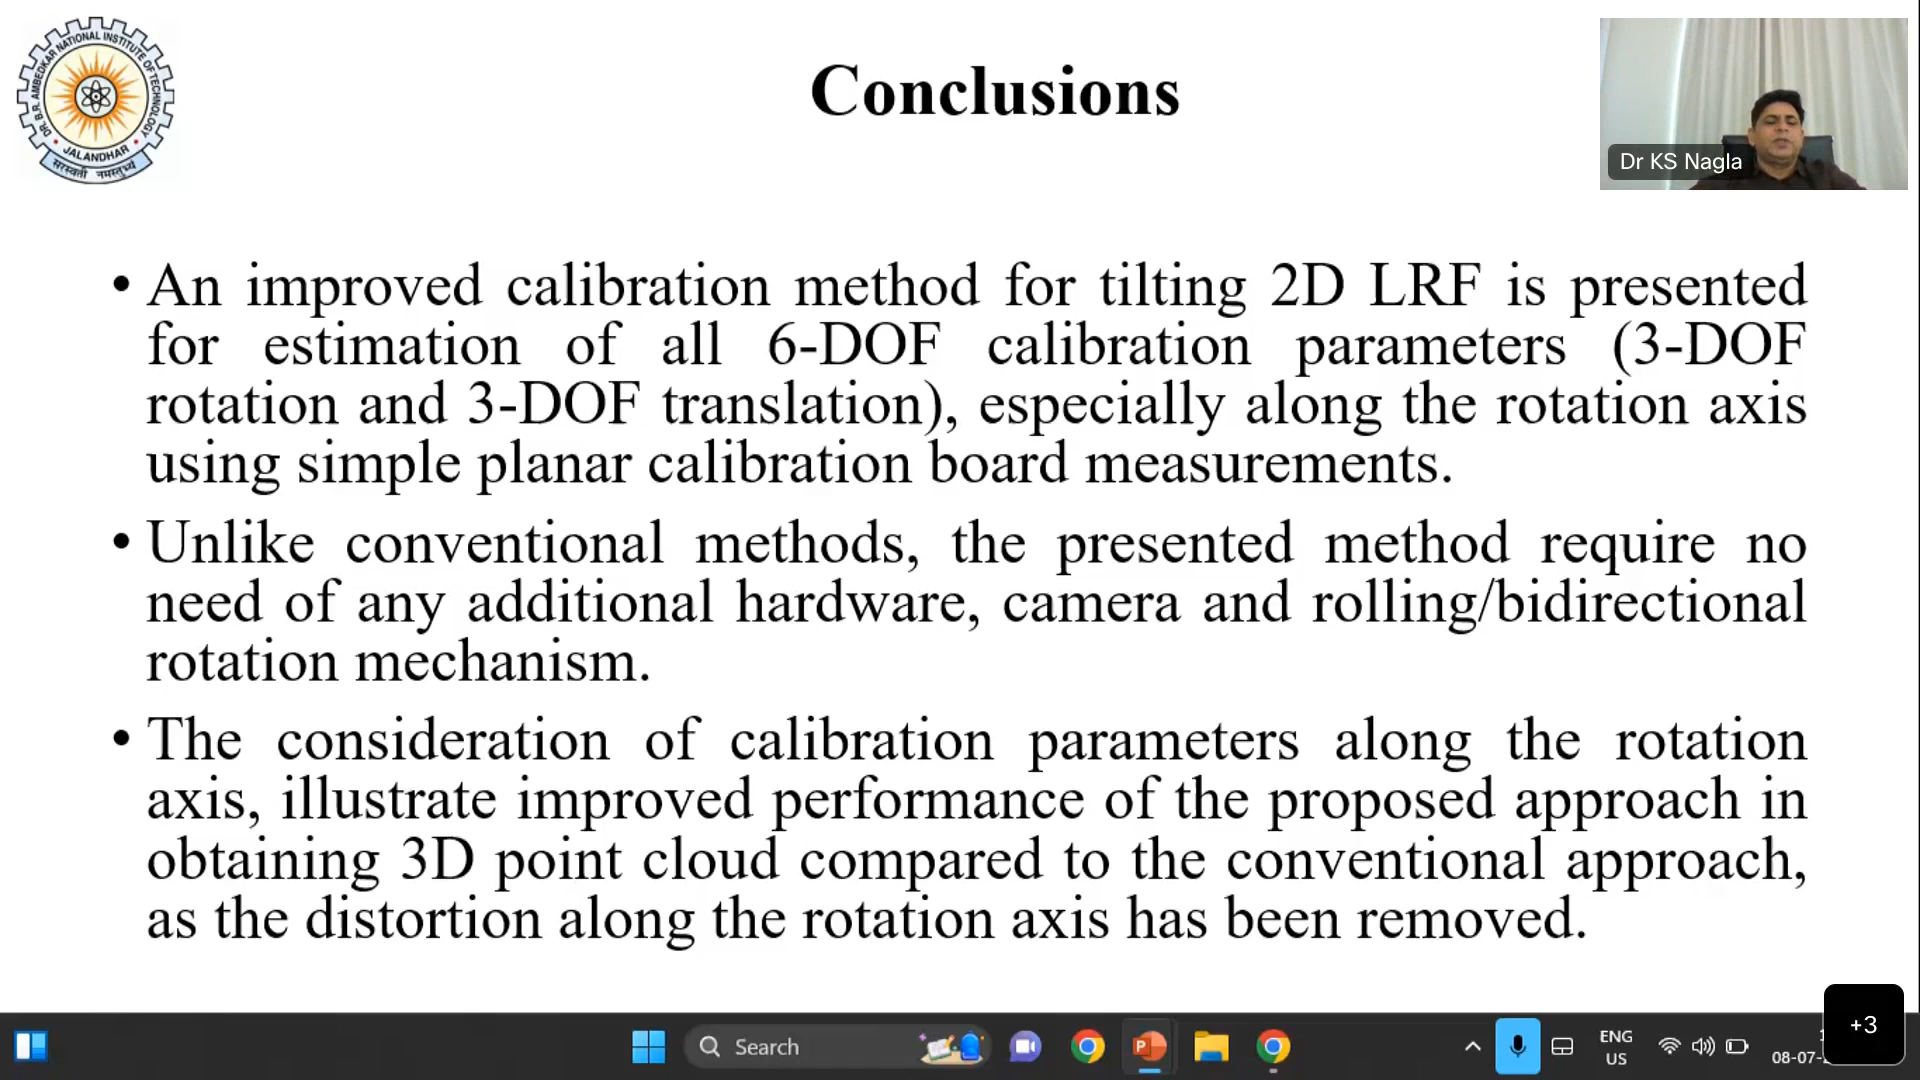 DR. B.R. AMBEDKAR NATIONAL INSTITUTE OF TECHNOLOGY
JALANDHAR
सरस्वती नमस्तुभ्यं
Conclusions
Dr KS Nagla
• An improved calibration method for tilting 2D LRF is presented
for estimation of all 6-DOF calibration parameters (3-DOF
rotation and 3-DOF translation), especially along the rotation axis
using simple planar calibration board measurements.
• Unlike conventional methods, the presented method require no
need of any additional hardware, camera and rolling/bidirectional
rotation mechanism.
• The consideration of calibration parameters along the rotation
axis, illustrate improved performance of the proposed approach in
obtaining 3D point cloud compared to the conventional approach,
as the distortion along the rotation axis has been removed.
Search
ENG
US
08-07-
+3